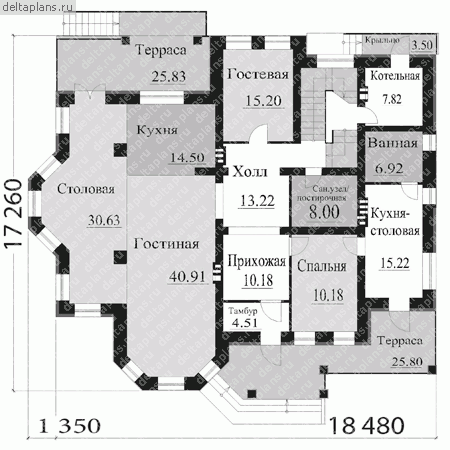 deltaplans.ru
Терраса
25.83
Гостевая
15.20
Крыльцо
3.50
Котельная
7.82
Кухня
14.50
Ванная
6.92
Холл
13.22
Столовая
30.63
Сан.узел/
постирочная
8.00
Кухня-
столовая
15.22
Гостиная
40.91
Прихожая
10.18
Спальня
10.18
Тамбур
4.51
Терраса
25.80
17 260
1 350
18 480